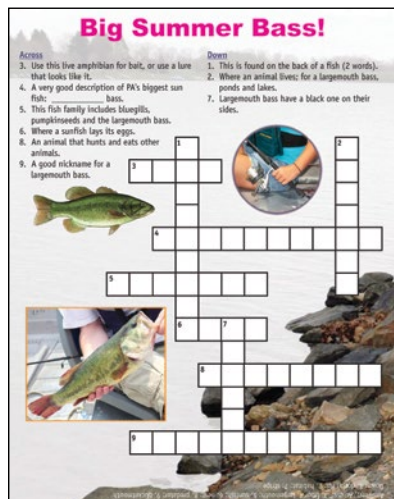 Big Summer Bass!
Across
3. Use this live amphibian for bait, or use a lure
that looks like it.
4. A very good description of PA's biggest sun
fish; ____________ bass.
5. This fish family includes bluegills,
pumpkinseeds and the largemouth bass.
6. Where a sunfish lays its eggs.
8. An animal that hunts and eats other
animals.
9. A good nickname for a
largemouth bass.
Down
1. This is found on the back of a fish (2 words).
2. Where an animal lives; for a largemouth bass,
ponds and lakes.
7. Largemouth bass have a black one on their
sides.
1
2
3
4
5
6
7
8
9